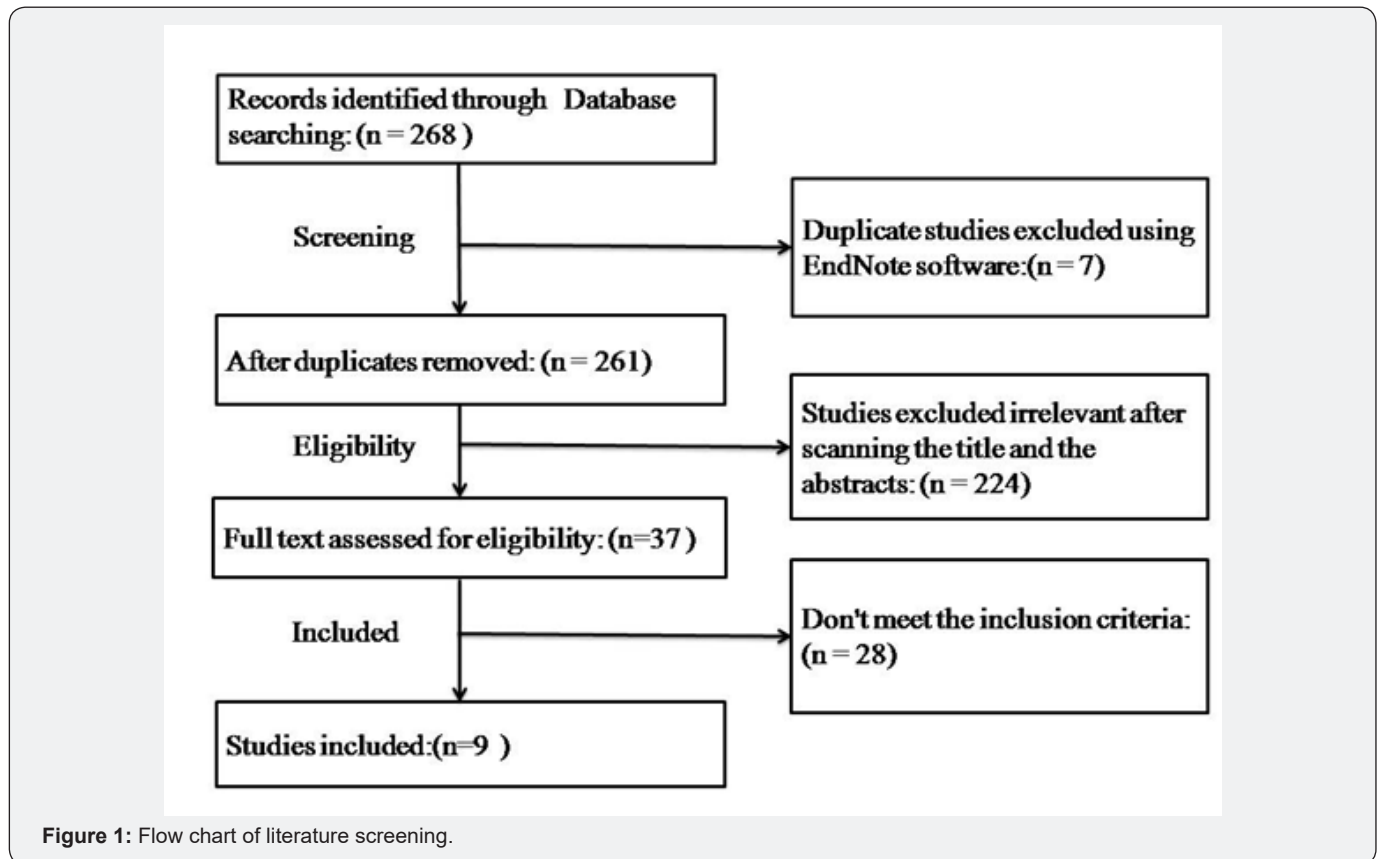 Records identified through Database
searching: (n = 268 )
Screening
Duplicate studies excluded using
EndNote software:(n = 7)
After duplicates removed: (n = 261)
Eligibility
Studies excluded irrelevant after
scanning the title and the
abstracts: (n = 224)
Full text assessed for eligibility: (n=37 )
Included
Don't meet the inclusion criteria:
(n = 28)
Studies included:(n=9 )
Figure 1: Flow chart of literature screening.